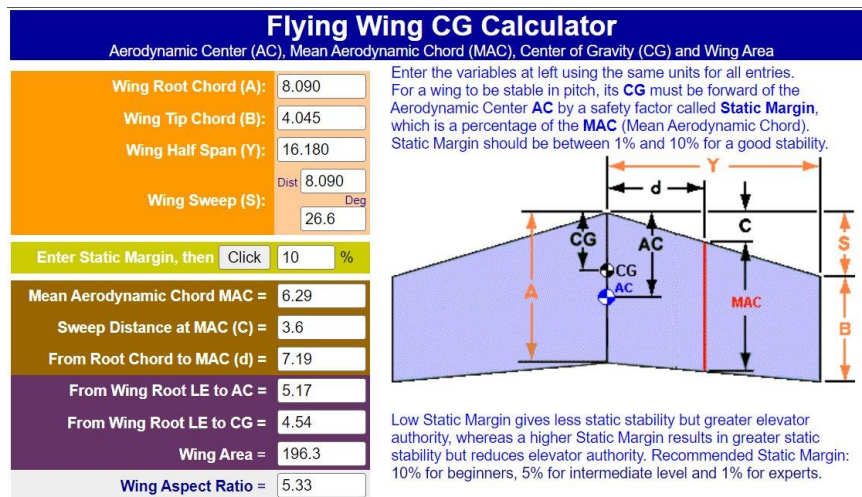 Flying Wing CG Calculator
Aerodynamic Center (AC), Mean Aerodynamic Chord (MAC), Center of Gravity (CG) and Wing Area
Wing Root Chord (A): 8.090
Wing Tip Chord (B): 4.045
Wing Half Span (Y): 16.180
Wing Sweep (S): Dist 8.090
Deg
26.6
Enter Static Margin, then Click 10 %
Mean Aerodynamic Chord MAC = 6.29
Sweep Distance at MAC (C) = 3.6
From Root Chord to MAC (d) = 7.19
From Wing Root LE to AC = 5.17
From Wing Root LE to CG = 4.54
Wing Area = 196.3
Wing Aspect Ratio = 5.33
Enter the variables at left using the same units for all entries.
For a wing to be stable in pitch, its CG must be forward of the
Aerodynamic Center AC by a safety factor called Static Margin,
which is a percentage of the MAC (Mean Aerodynamic Chord).
Static Margin should be between 1% and 10% for a good stability.
Y
d
C
S
CG
AC
CG
AC
A
MAC
B
Low Static Margin gives less static stability but greater elevator
authority, whereas a higher Static Margin results in greater static
stability but reduces elevator authority. Recommended Static Margin:
10% for beginners, 5% for intermediate level and 1% for experts.